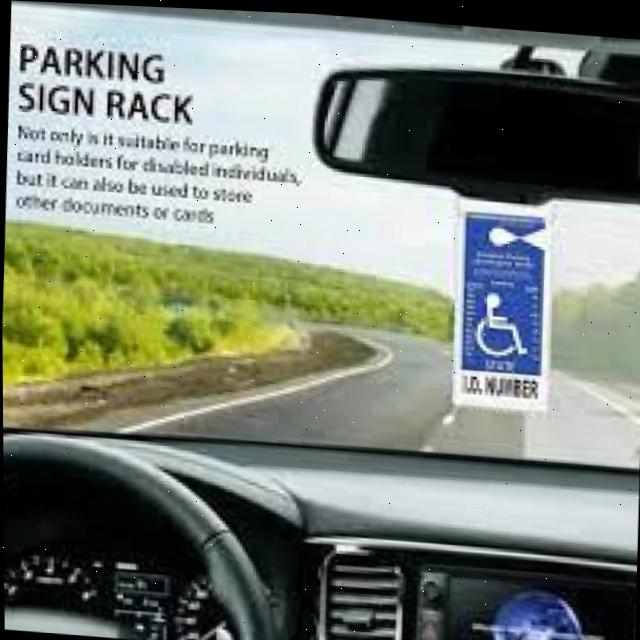 PARKING
SIGN RACK
Not only is it suitable for parking
card holders for disabled individuals,
but it can also be used to store
other documents or cards
I.D. NUMBER